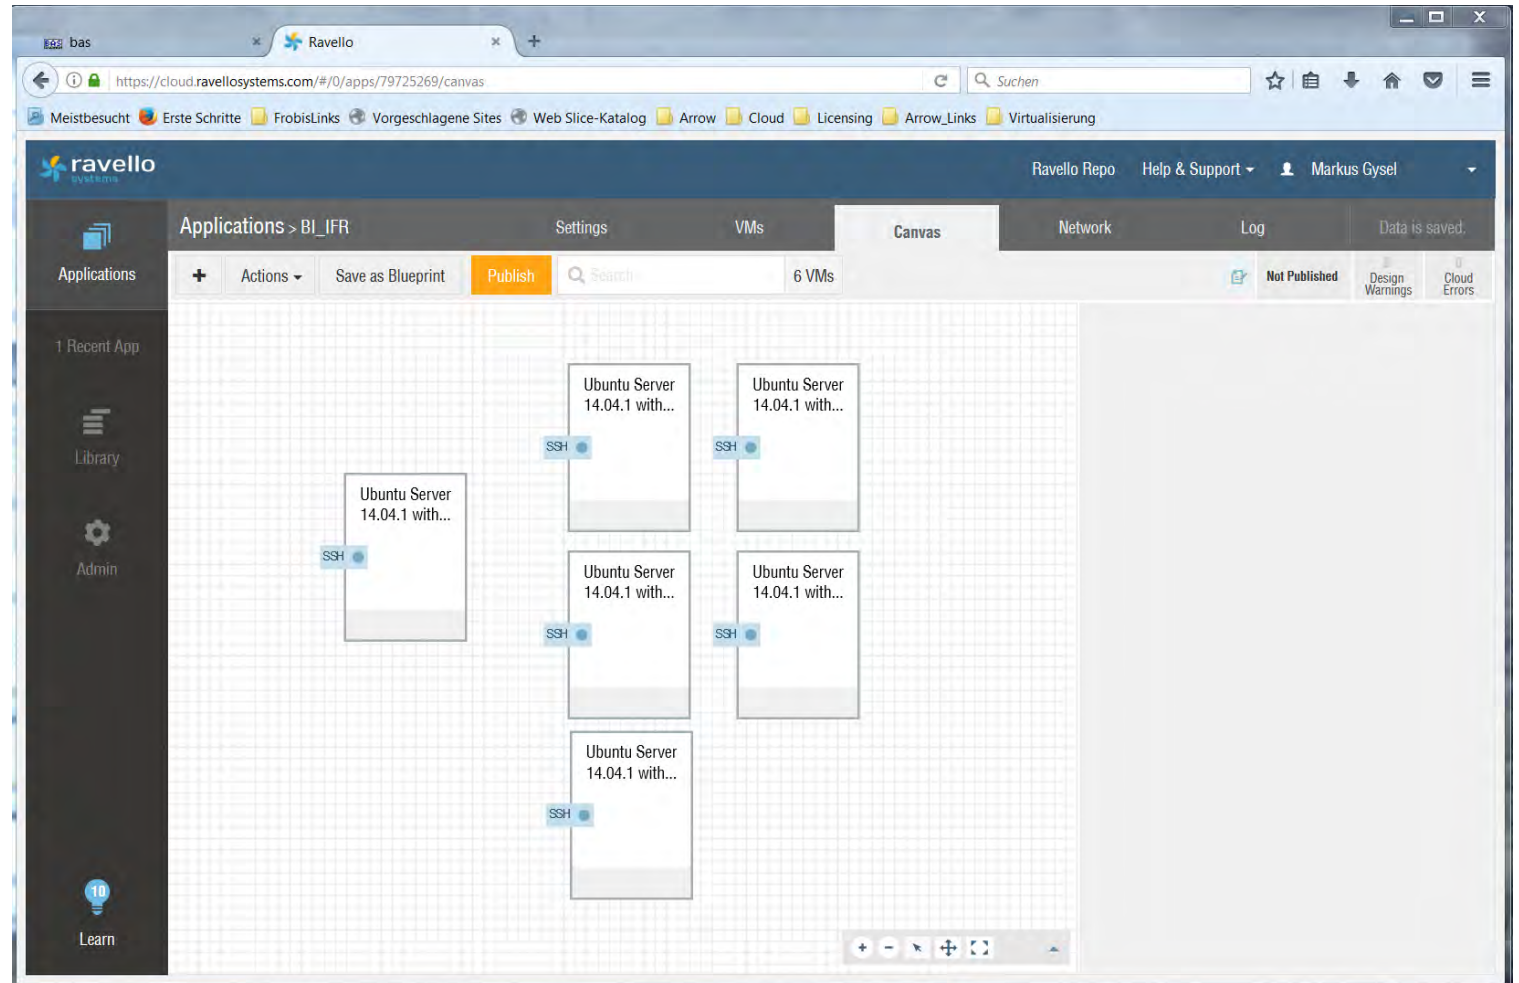 bas
Ravello
https://cloud.ravellosystems.com/#/0/apps/79725269/canvas
Suchen
Meistbesucht Erste Schritte FrobisLinks Vorgeschlagene Sites Web Slice-Katalog Arrow Cloud Licensing Arrow_Links Virtualisierung
ravello
systems
Ravello Repo Help & Support Markus Gysel
Applications > BI_IFR Settings VMs Canvas Network Log Data is saved.
Applications
Actions Save as Blueprint Publish Search 6 VMs Not Published
0 Design Warnings
0 Cloud Errors
1 Recent App
Library
Admin
10
Learn
Ubuntu Server
14.04.1 with...
SSH
Ubuntu Server
14.04.1 with...
SSH
Ubuntu Server
14.04.1 with...
SSH
Ubuntu Server
14.04.1 with...
SSH
Ubuntu Server
14.04.1 with...
SSH
Ubuntu Server
14.04.1 with...
SSH